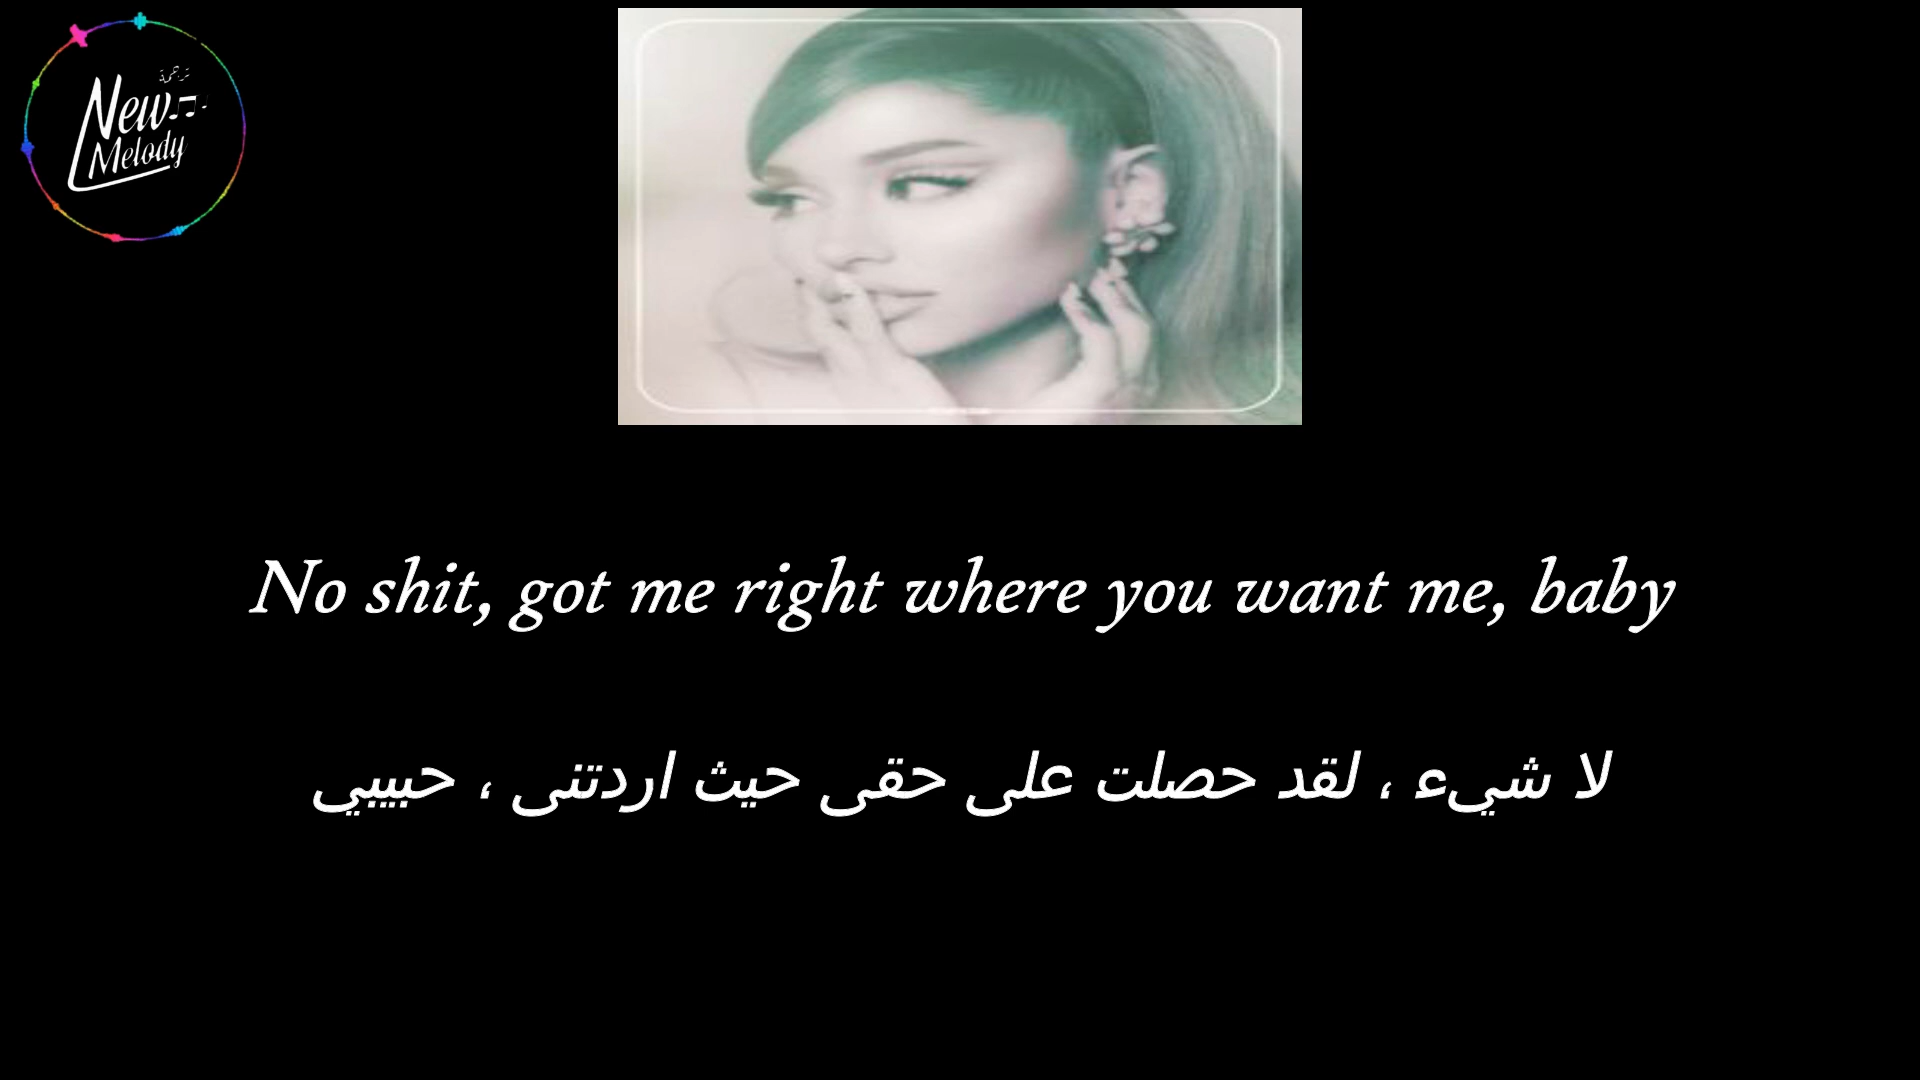 ترجمة
New
Melody
No shit, got me right where you want me, baby
لا شيء ، لقد حصلت على حقى حيث اردتنى ، حبيبي